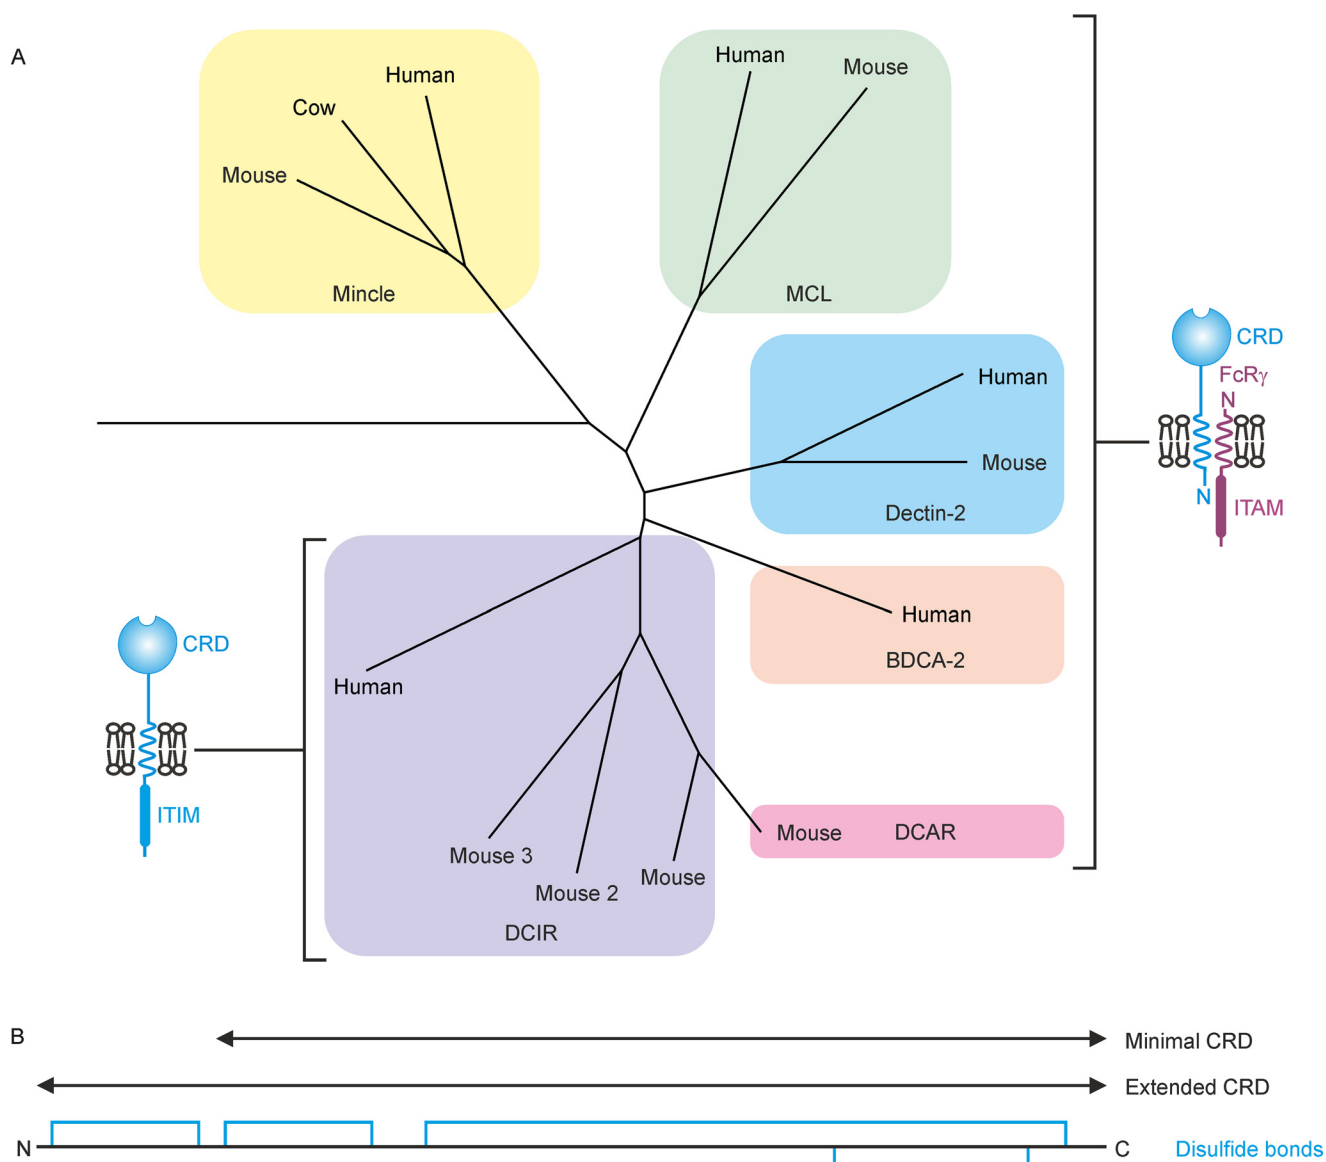 A
Human
Cow
Mouse
Mincle
Human
Mouse
MCL
Human
Mouse
Dectin-2
Human
BDCA-2
Mouse DCAR
Human
Mouse 3
Mouse 2
Mouse
DCIR
CRD
ITIM
CRD
FcRγ
N
N
ITAM
B
Minimal CRD
Extended CRD
N
C
Disulfide bonds